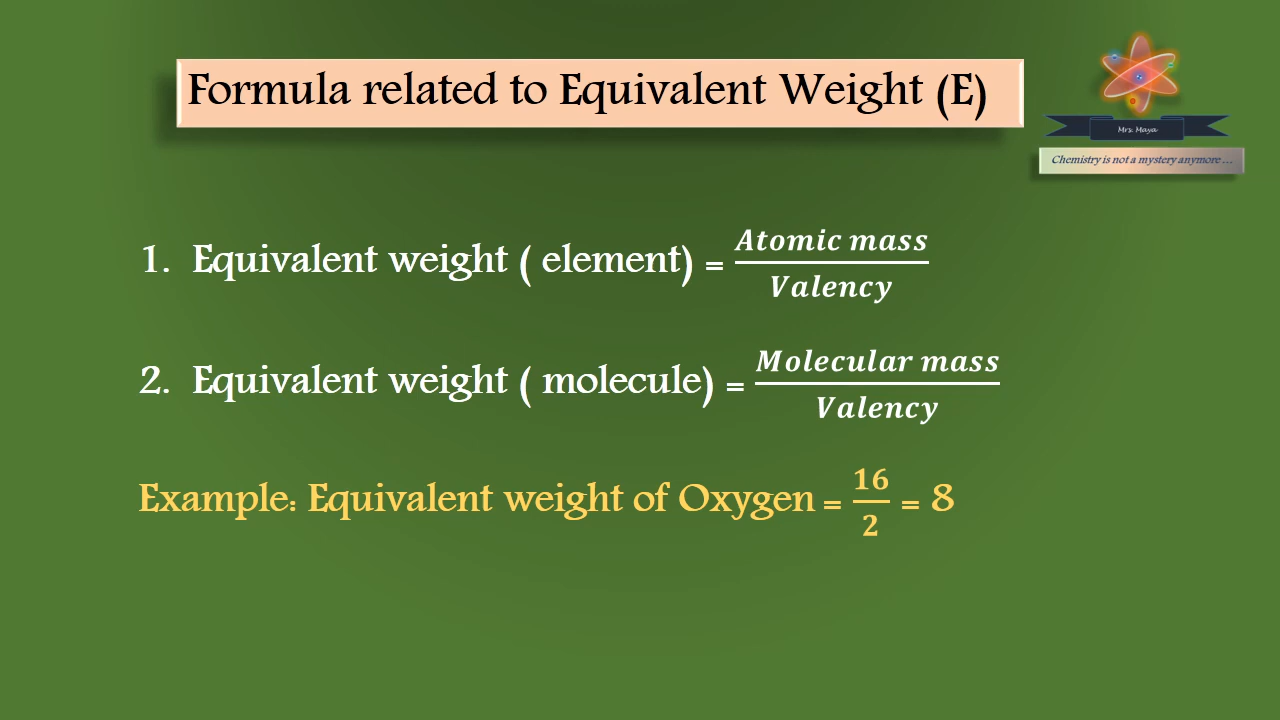 Formula related to Equivalent Weight (E)
Mrs. Maya
Chemistry is not a mystery anymore ...
1. Equivalent weight ( element) = Atomic mass / Valency
2. Equivalent weight ( molecule) = Molecular mass / Valency
Example: Equivalent weight of Oxygen = 16 / 2 = 8